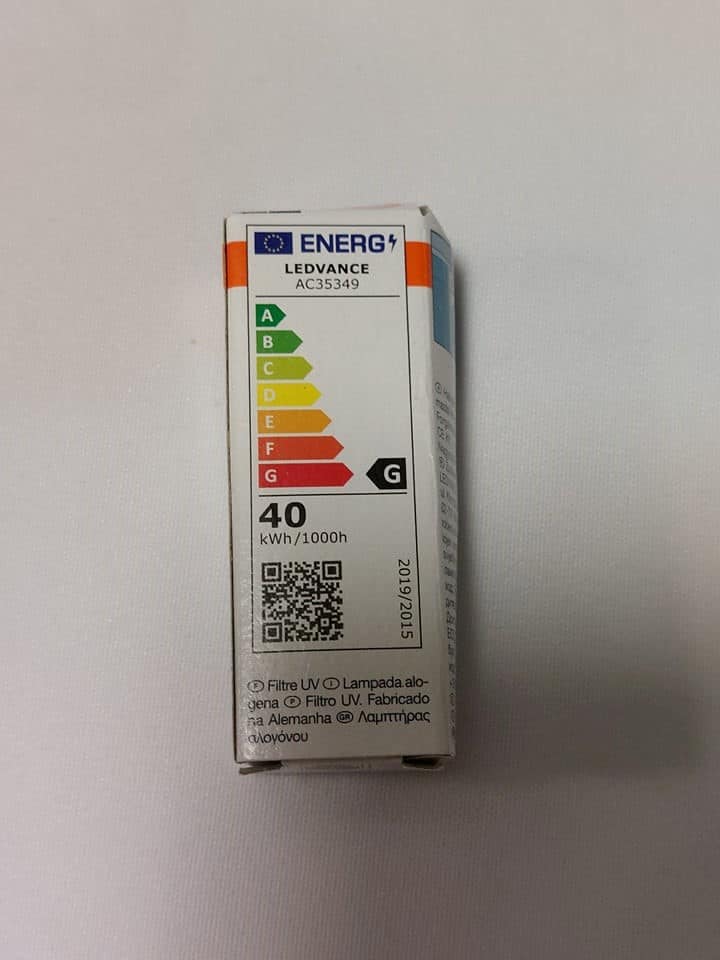 ENERG
LEDVANCE
AC35349
A
B
C
D
E
F
G
G
40
kWh/1000h
2019/2015
F Filtre UV I Lampada alo-
gena P Filtro UV. Fabricado
na Alemanha GR Λαμπτήρας
αλογόνου